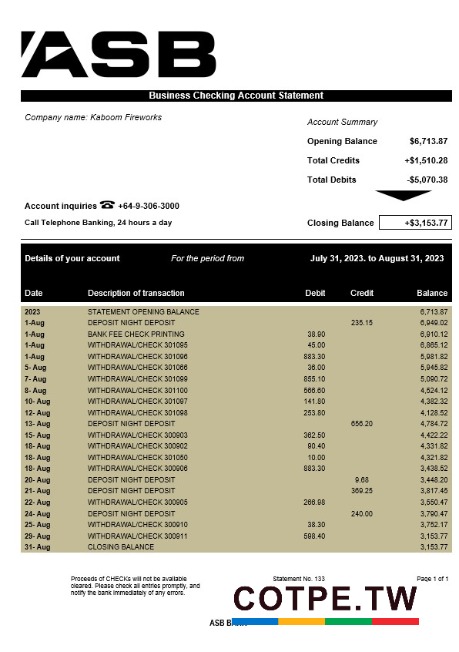 ASB
Business Checking Account Statement
Company name: Kaboom Fireworks
Account Summary
Opening Balance $6,713.87
Total Credits +$1,510.28
Total Debits -$5,070.38
Account inquiries ☎ +64-9-306-3000
Call Telephone Banking, 24 hours a day
Closing Balance +$3,153.77
Details of your account For the period from July 31, 2023. to August 31, 2023
Date Description of transaction Debit Credit Balance
2023 STATEMENT OPENING BALANCE 6,713.87
1-Aug DEPOSIT NIGHT DEPOSIT 235.15 6,949.02
1-Aug BANK FEE CHECK PRINTING 38.90 6,910.12
1-Aug WITHDRAWAL/CHECK 301095 45.00 6,865.12
1-Aug WITHDRAWAL/CHECK 301096 883.30 5,981.82
5- Aug WITHDRAWAL/CHECK 301066 36.00 5,945.82
7- Aug WITHDRAWAL/CHECK 301099 855.10 5,090.72
8- Aug WITHDRAWAL/CHECK 301100 566.60 4,524.12
10- Aug WITHDRAWAL/CHECK 301097 141.80 4,382.32
12- Aug WITHDRAWAL/CHECK 301098 253.80 4,128.52
13- Aug DEPOSIT NIGHT DEPOSIT 656.20 4,784.72
15- Aug WITHDRAWAL/CHECK 300903 362.50 4,422.22
18- Aug WITHDRAWAL/CHECK 300902 90.40 4,331.82
18- Aug WITHDRAWAL/CHECK 301050 10.00 4,321.82
18- Aug WITHDRAWAL/CHECK 300906 883.30 3,438.52
20- Aug DEPOSIT NIGHT DEPOSIT 9.68 3,448.20
21- Aug DEPOSIT NIGHT DEPOSIT 369.25 3,817.45
22- Aug WITHDRAWAL/CHECK 300905 266.98 3,550.47
24- Aug DEPOSIT NIGHT DEPOSIT 240.00 3,790.47
25- Aug WITHDRAWAL/CHECK 300910 38.30 3,752.17
29- Aug WITHDRAWAL/CHECK 300911 598.40 3,153.77
31- Aug CLOSING BALANCE 3,153.77
Proceeds of CHECKs will not be available
cleared. Please check all entries promptly, and
notify the bank immediately of any errors.
Statement No. 133
Page 1 of 1
COTPE.TW
ASB